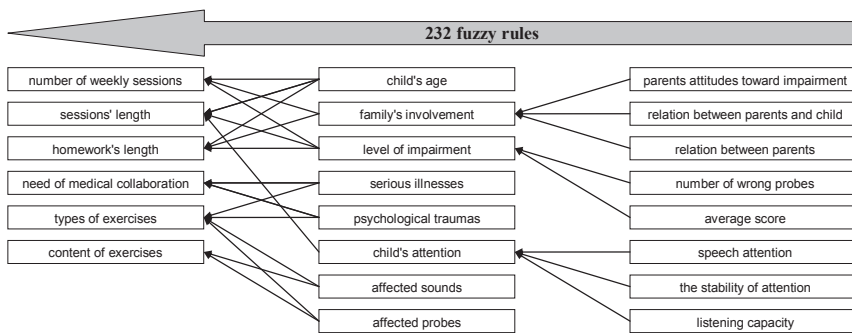 232 fuzzy rules
number of weekly sessions
child's age
parents attitudes toward impairment
sessions' length
family's involvement
relation between parents and child
homework's length
level of impairment
relation between parents
need of medical collaboration
serious illnesses
number of wrong probes
types of exercises
psychological traumas
average score
content of exercises
child's attention
speech attention
affected sounds
the stability of attention
affected probes
listening capacity